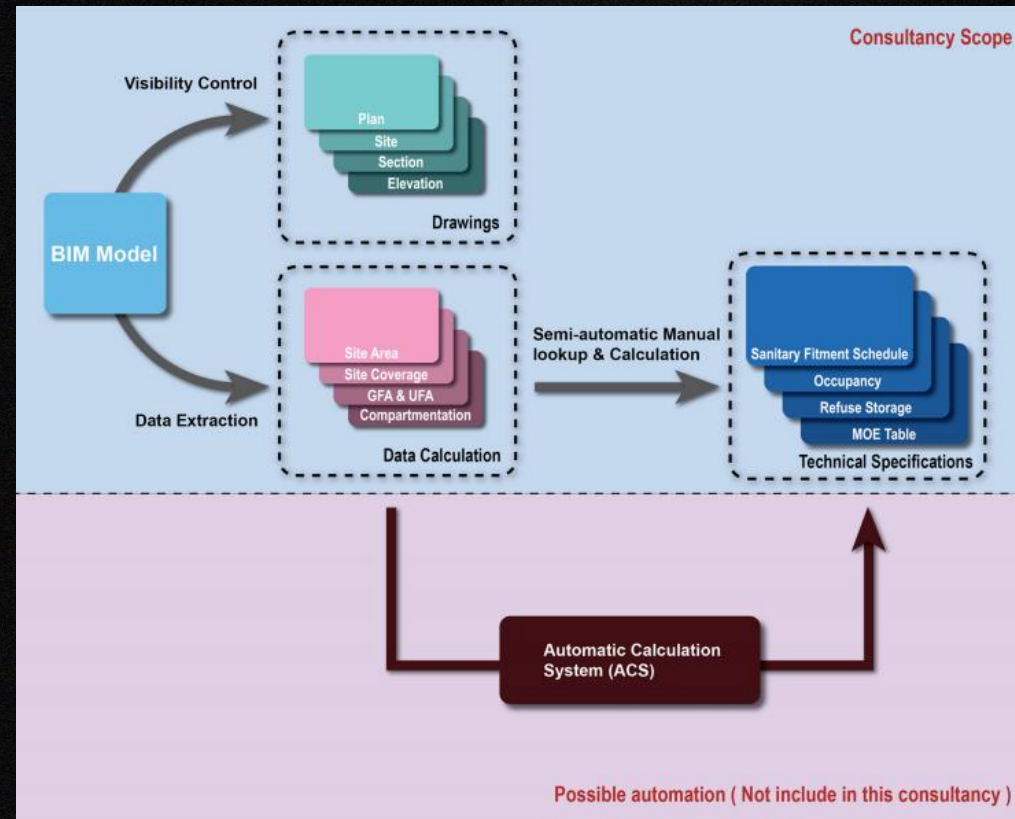 Consultancy Scope
Visibility Control
Plan
Site
Section
Elevation
Drawings
BIM Model
Data Extraction
Site Area
Site Coverage
GFA & UFA
Compartmentation
Data Calculation
Semi-automatic Manual
lookup & Calculation
Sanitary Fitment Schedule
Occupancy
Refuse Storage
MOE Table
Technical Specifications
Automatic Calculation
System (ACS)
Possible automation ( Not include in this consultancy )